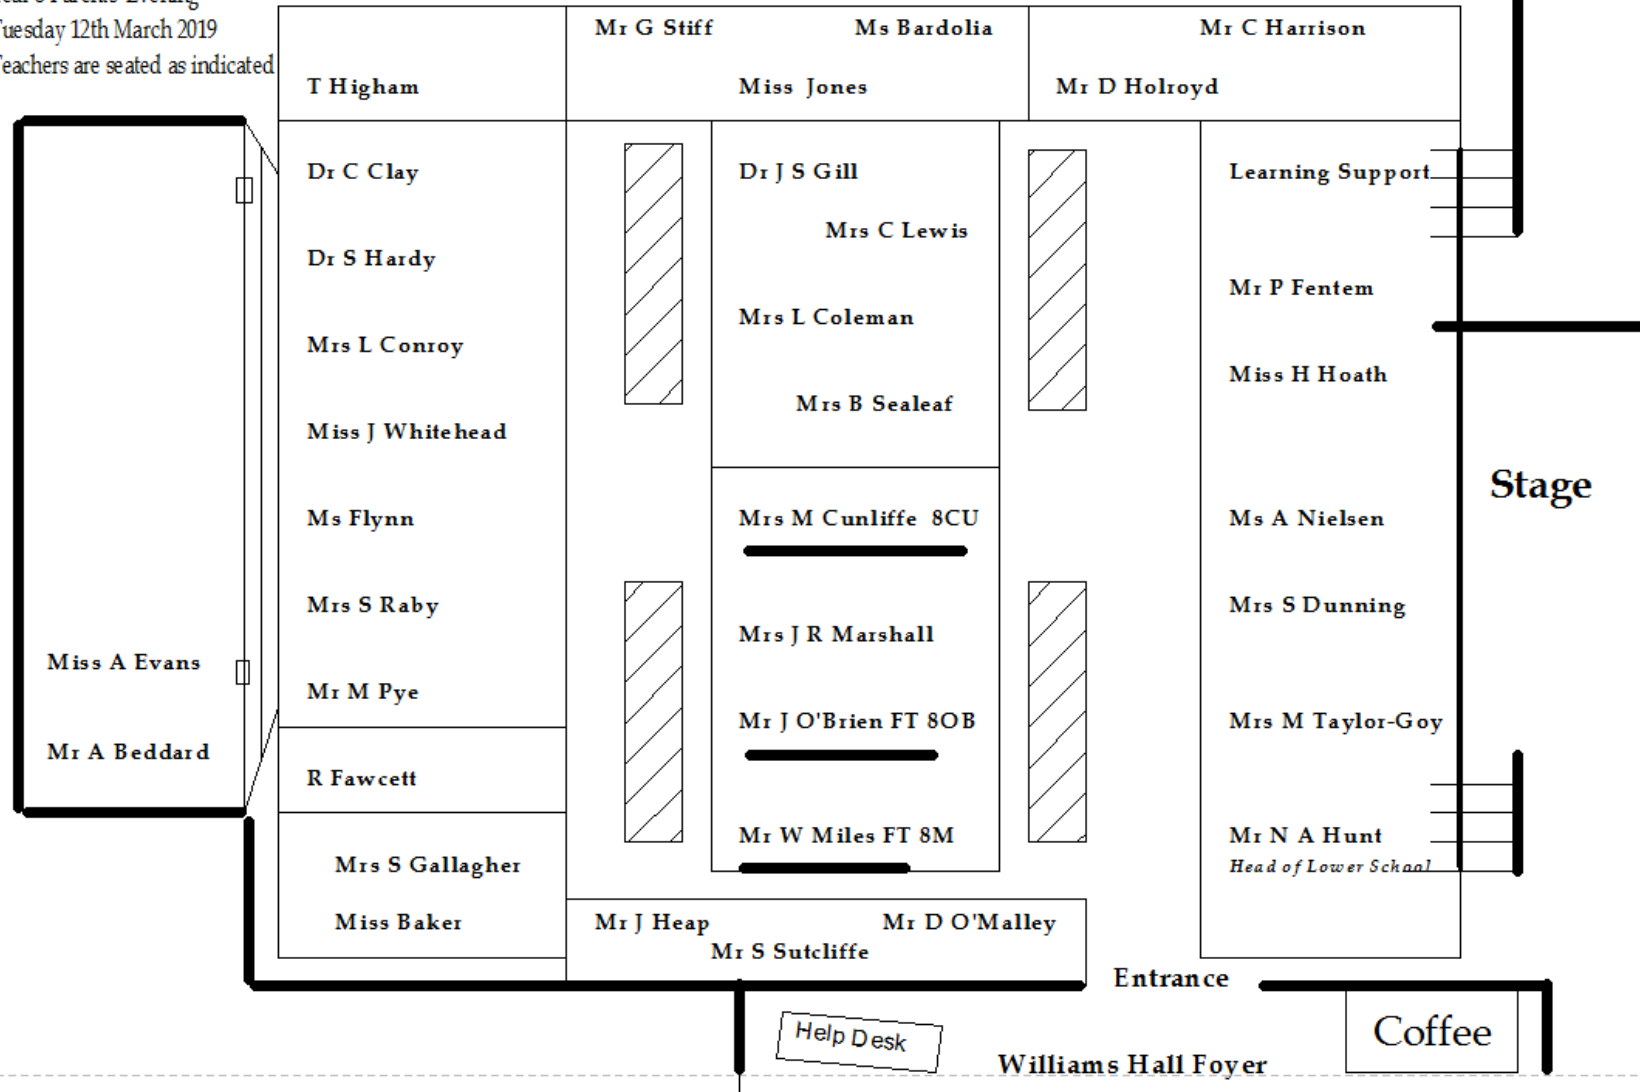 Tuesday 12th March 2019
Teachers are seated as indicated
Mr G Stiff
Ms Bardolia
Mr C Harrison
T Higham
Miss Jones
Mr D Holroyd
Dr C Clay
Dr J S Gill
Learning Support
Mrs C Lewis
Dr S Hardy
Mr P Fentem
Mrs L Coleman
Mrs L Conroy
Miss H Hoath
Mrs B Sealeaf
Miss J Whitehead
Stage
Ms Flynn
Mrs M Cunliffe 8CU
Ms A Nielsen
Mrs S Raby
Mrs S Dunning
Mrs J R Marshall
Miss A Evans
Mr M Pye
Mr J O'Brien FT 8OB
Mrs M Taylor-Goy
Mr A Beddard
R Fawcett
Mr W Miles FT 8M
Mr N A Hunt
Head of Lower School
Mrs S Gallagher
Miss Baker
Mr J Heap
Mr D O'Malley
Mr S Sutcliffe
Entrance
Help Desk
Coffee
Williams Hall Foyer